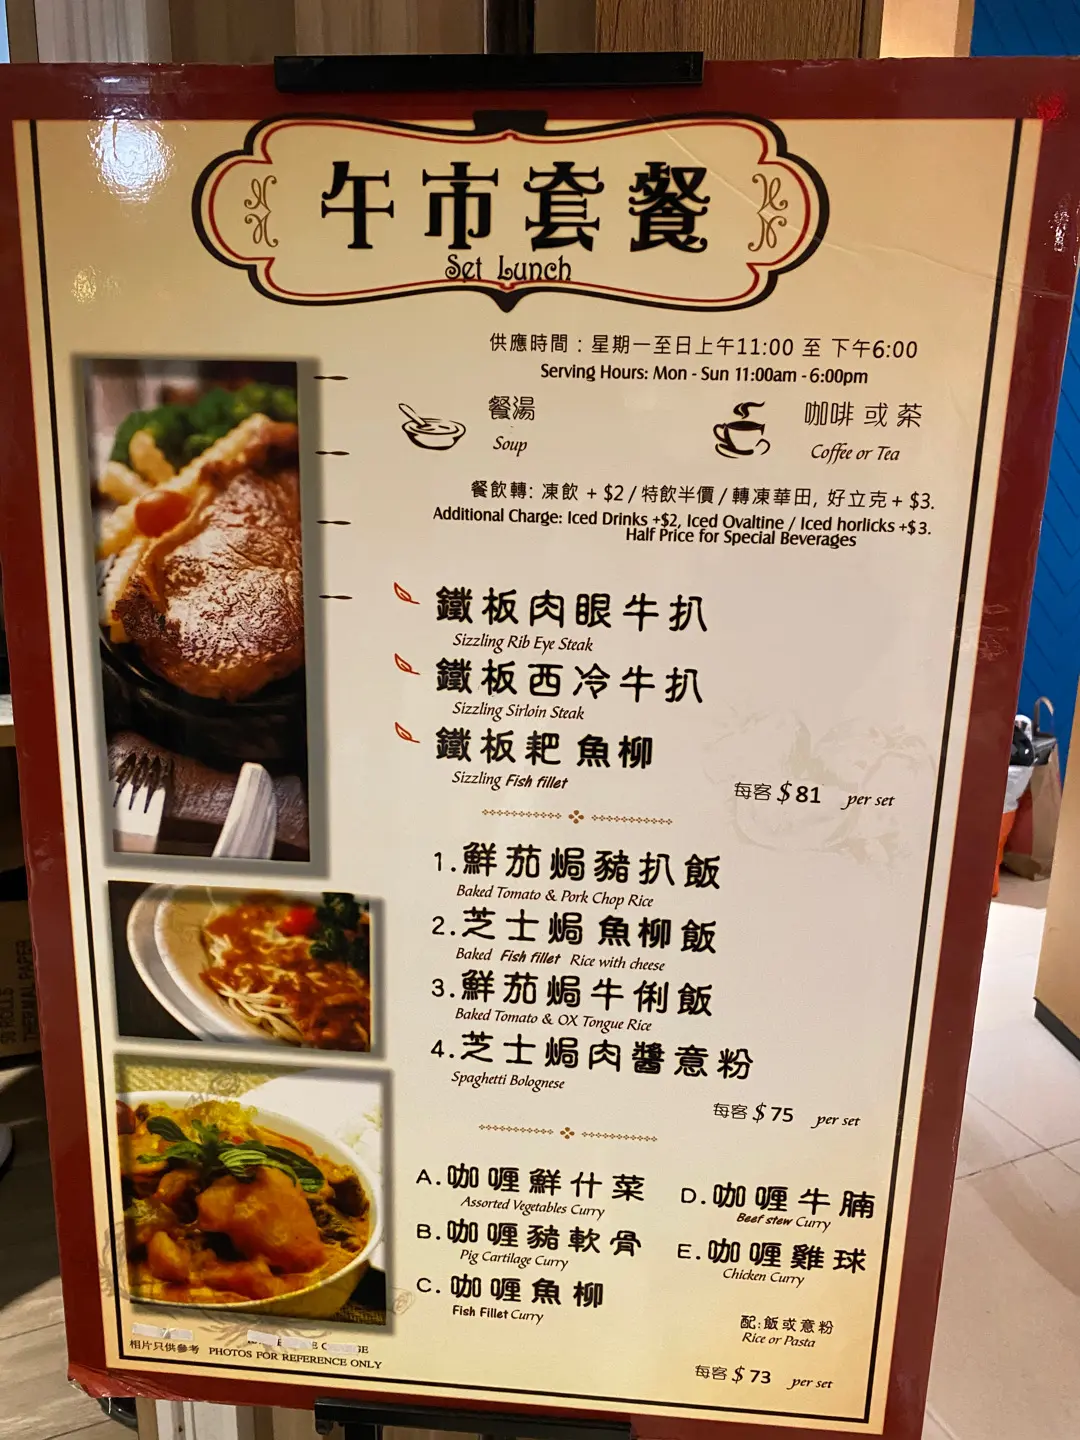 午市套餐
Set Lunch
供應時間：星期一至日上午11:00 至 下午6:00
Serving Hours: Mon - Sun 11:00am - 6:00pm
餐湯
Soup
咖啡 或 茶
Coffee or Tea
餐飲轉: 凍飲 + $2 / 特飲半價 / 轉凍華田, 好立克 + $3.
Additional Charge: Iced Drinks +$2, Iced Ovaltine / Iced horlicks +$3.
Half Price for Special Beverages
鐵板肉眼牛扒
Sizzling Rib Eye Steak
鐵板西冷牛扒
Sizzling Sirloin Steak
鐵板耙魚柳
Sizzling Fish fillet
每客 $81 per set
1.鮮茄焗豬扒飯
Baked Tomato & Pork Chop Rice
2.芝士焗魚柳飯
Baked Fish fillet Rice with cheese
3.鮮茄焗牛脷飯
Baked Tomato & OX Tongue Rice
4.芝士焗肉醬意粉
Spaghetti Bolognese
每客 $75 per set
A.咖喱鮮什菜
Assorted Vegetables Curry
B.咖喱豬軟骨
Pig Cartilage Curry
C.咖喱魚柳
Fish Fillet Curry
D.咖喱牛腩
Beef stew Curry
E.咖喱雞球
Chicken Curry
配:飯或意粉
Rice or Pasta
每客 $73 per set
相片只供參考 PHOTOS FOR REFERENCE ONLY
THERMAL PAPER